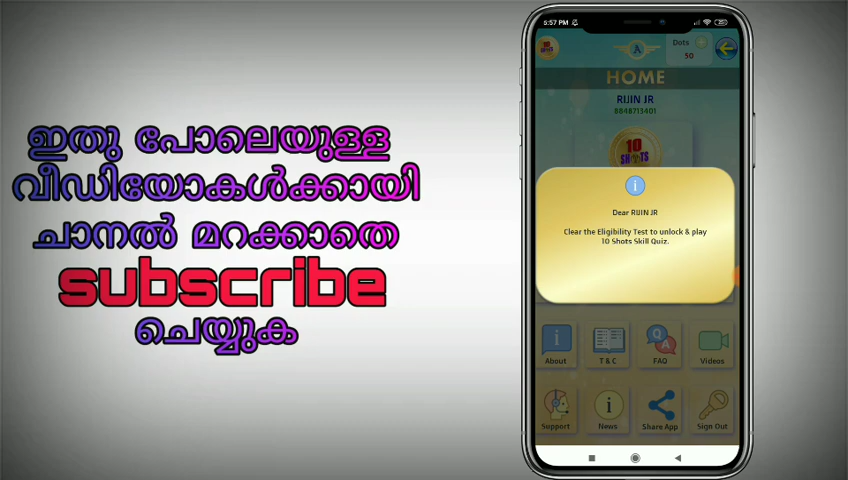 ഇതു പോലെയുള്ള
വീഡിയോകൾക്കായി
ചാനൽ മറക്കാതെ
subscribe
ചെയ്യുക
5:57 PM
Dots
50
A
HOME
RIJIN JR
8848713401
10
SHOTS
Dear RIJIN JR
Clear the Eligibility Test to unlock & play
10 Shots Skill Quiz.
About
T & C
FAQ
Videos
Support
News
Share App
Sign Out